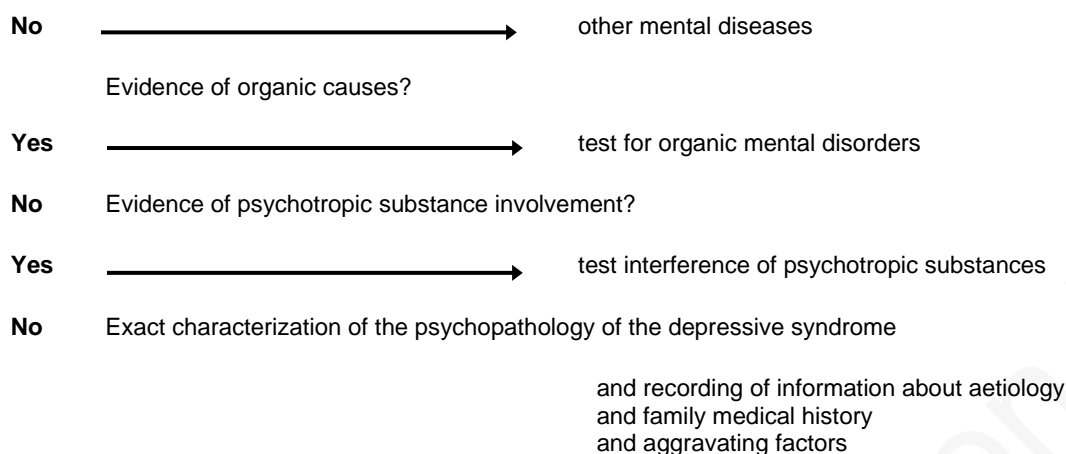 No other mental diseases
Evidence of organic causes?
Yes test for organic mental disorders
No Evidence of psychotropic substance involvement?
Yes test interference of psychotropic substances
No Exact characterization of the psychopathology of the depressive syndrome
and recording of information about aetiology
and family medical history
and aggravating factors